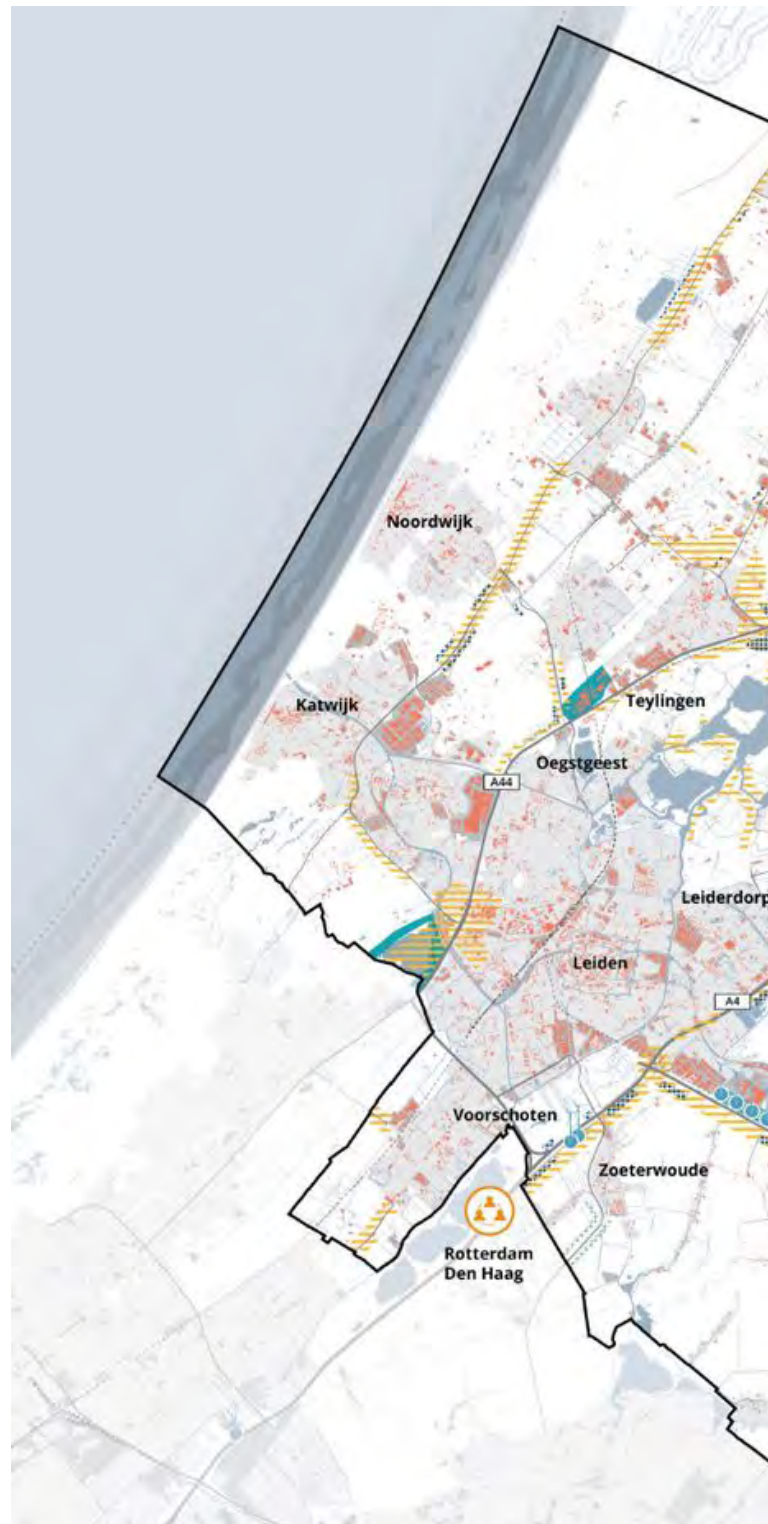 Noordwijk
Katwijk
Teylingen
Oegstgeest
A44
Leiderdorp
Leiden
A4
Voorschoten
Zoeterwoude
Rotterdam
Den Haag